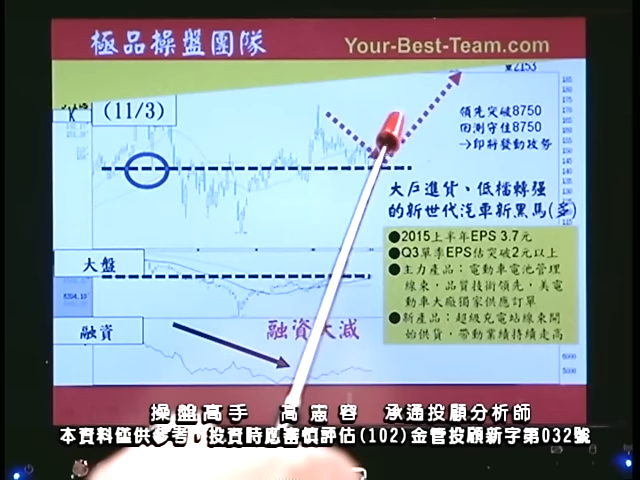 極品操盤團隊
Your-Best-Team.com
(11/3)
領先突破8750
回測守住8750
→即將發動攻勢
大戶進貨、低檔轉強
的新世代汽車新黑馬(多)
●2015上半年EPS 3.7元
●Q3單季EPS估突破2元以上
●主力產品：電動車電池管理
線束，品質技術領先，美電
動車大廠獨家供應訂單
●新產品：超級充電站線束開
始供貨，帶動業績持續走高
大盤
融資
融資大減
操盤高手 高憲容 承通投顧分析師
本資料僅供參考，投資時應審慎評估(102)金管投顧新字第032號